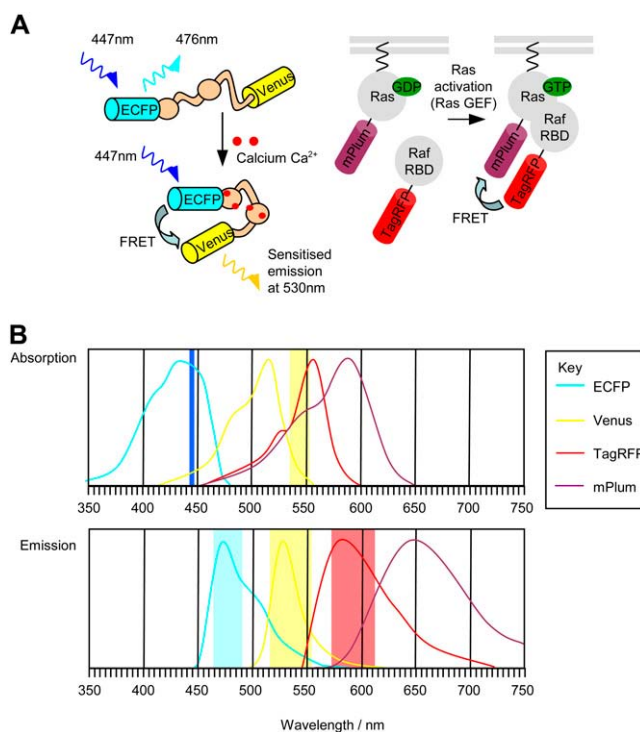 A
447nm
476nm
ECFP
Venus
Calcium Ca²⁺
447nm
ECFP
FRET
Venus
Sensitised
emission
at 530nm
Ras
GDP
mPlum
Raf
RBD
TagRFP
Ras
activation
(Ras GEF)
Ras
GTP
Raf
RBD
mPlum
TagRFP
FRET
B
Absorption
350 400 450 500 550 600 650 700 750
Emission
350 400 450 500 550 600 650 700 750
Wavelength / nm
Key
ECFP
Venus
TagRFP
mPlum